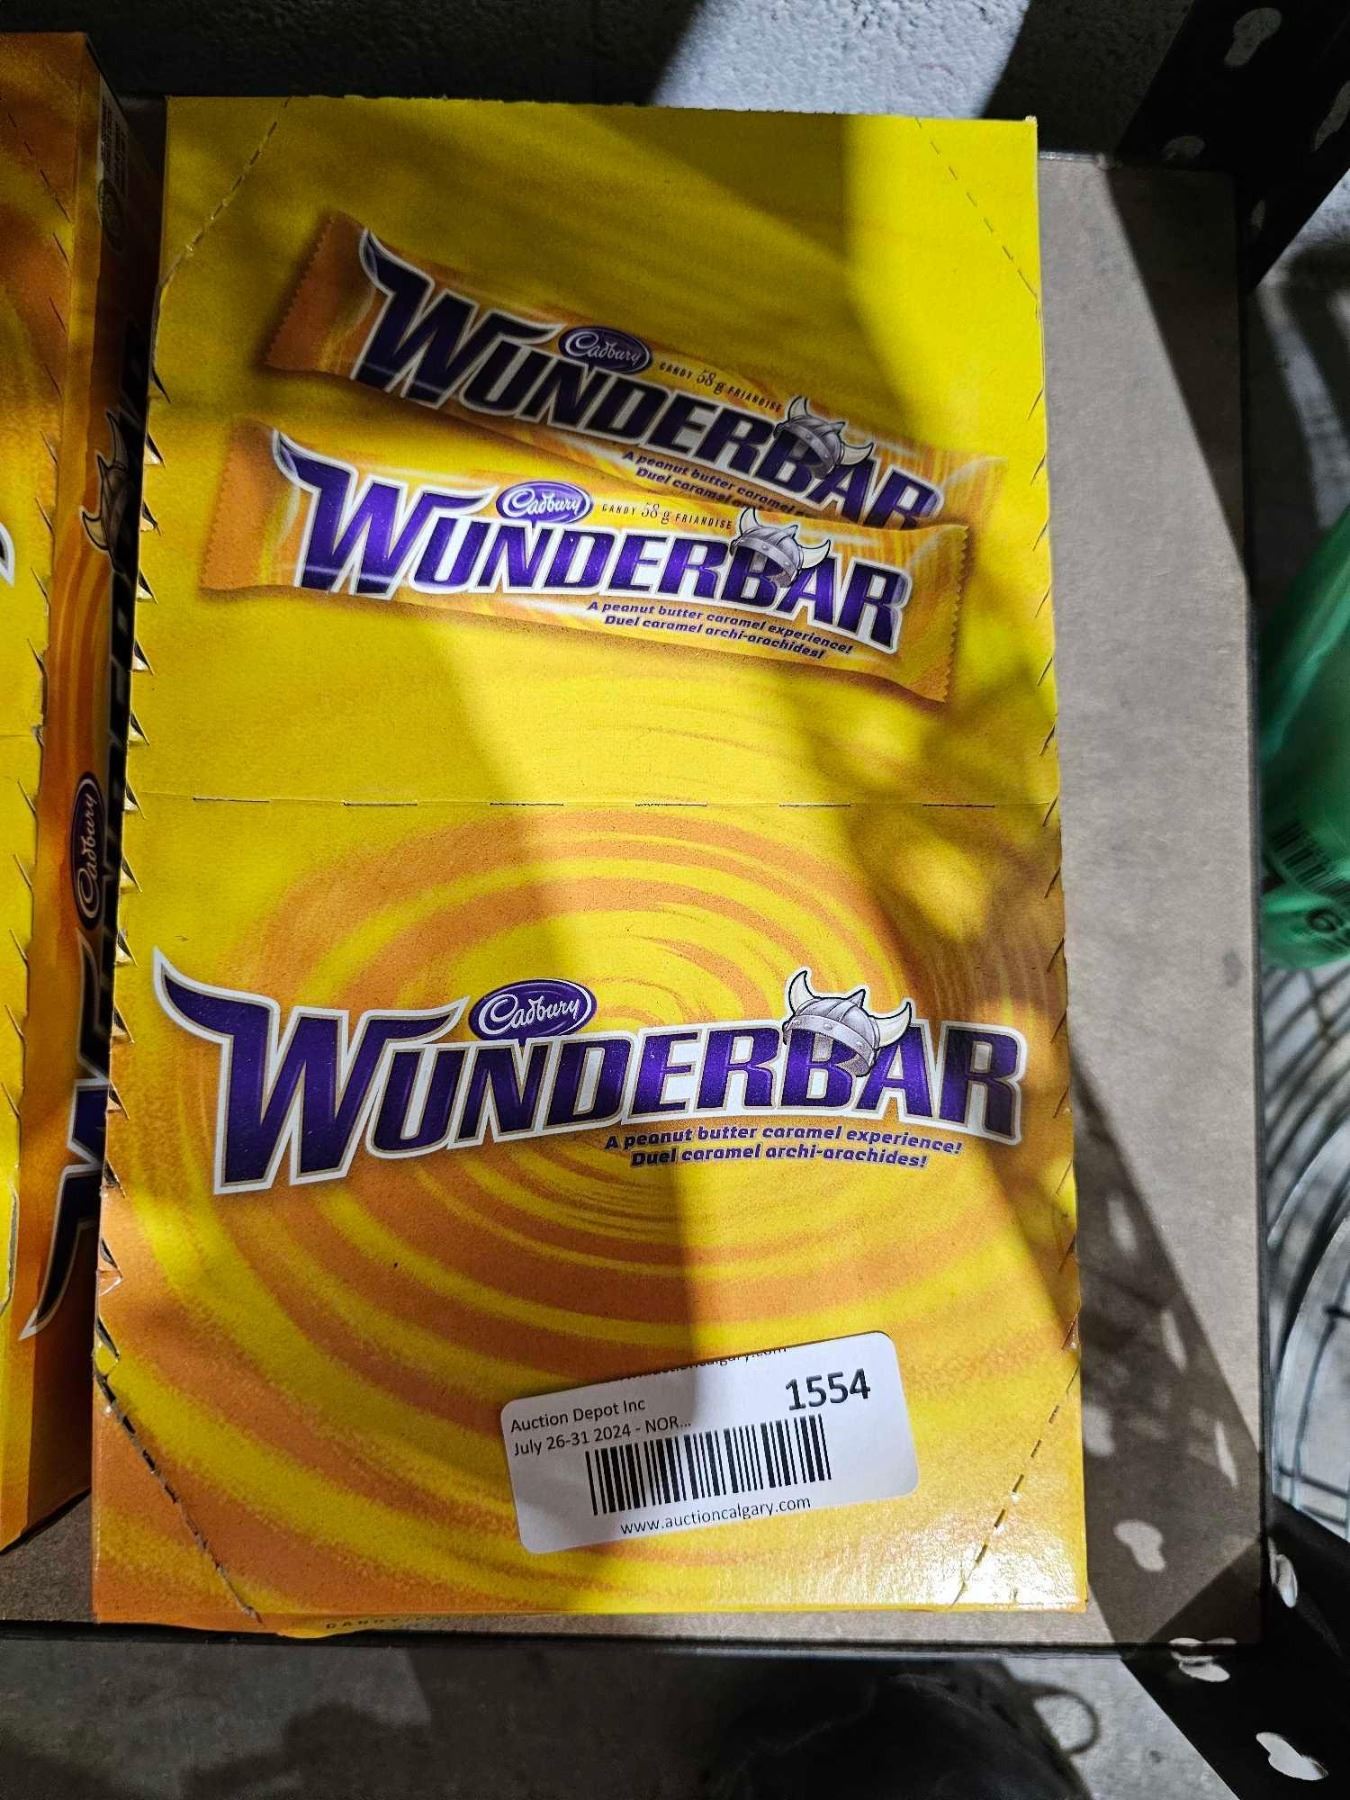 Cadbury
CANDY 58 g FRIANDISE
WUNDERBAR
A peanut butter caramel
Duel caramel
Cadbury
CANDY 58 g FRIANDISE
WUNDERBAR
A peanut butter caramel experience!
Duel caramel archi-arachides!
Cadbury
Cadbury
WUNDERBAR
A peanut butter caramel experience!
Duel caramel archi-arachides!
1554
Auction Depot Inc
July 26-31 2024 - NOR...
www.auctioncalgary.com